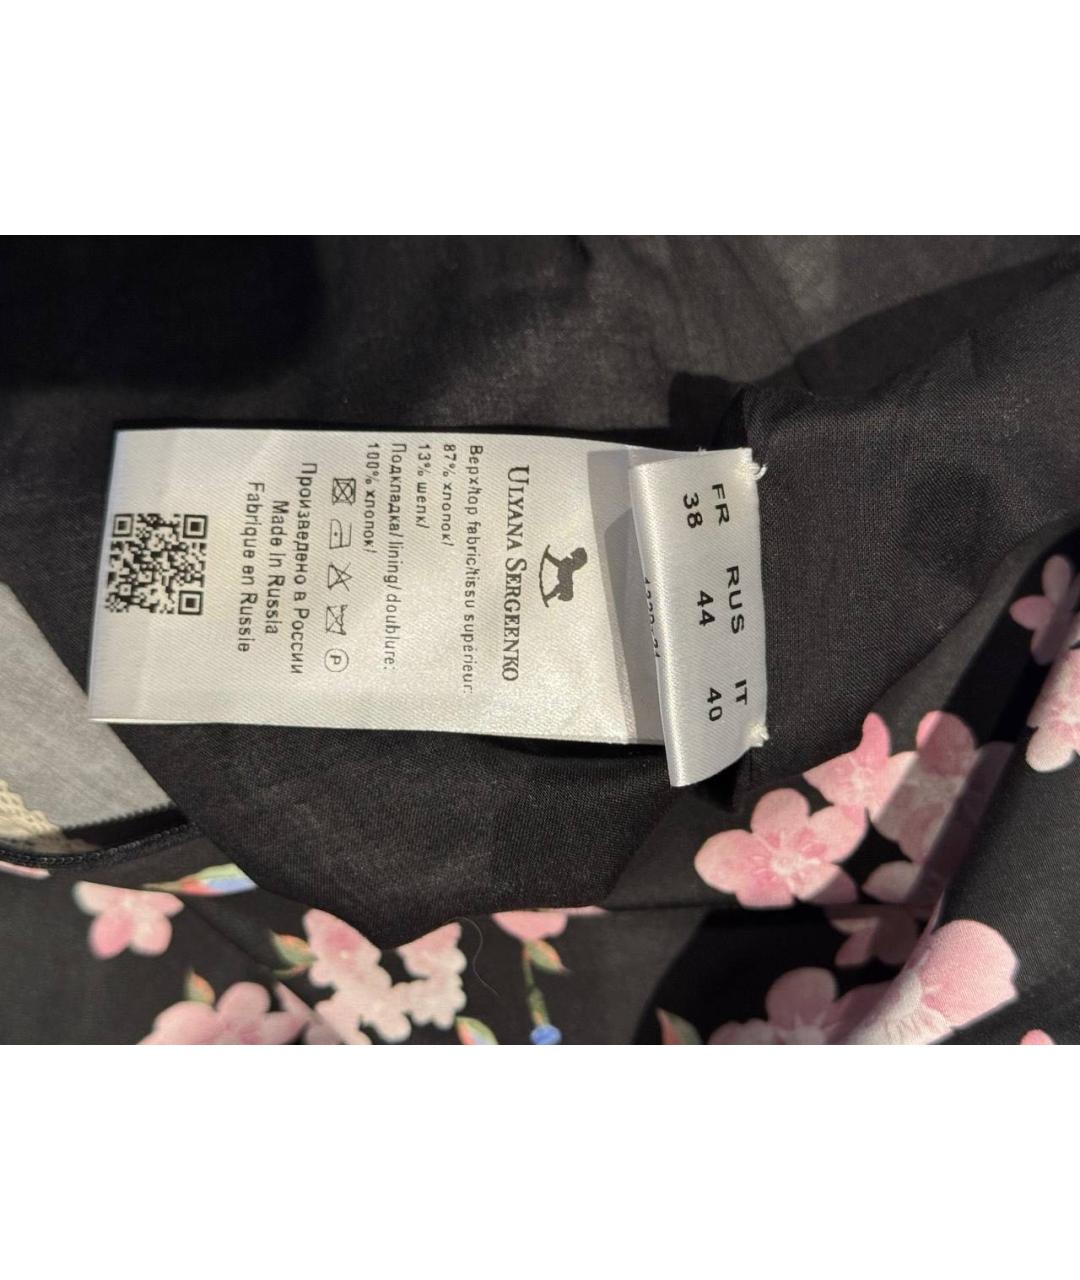 FR RUS IT
38 44 40
ULYANA SERGEENKO
Верх/top fabric/tissu supérieur:
87% хлопок/
13% шелк/
Подкладка/ lining/ doublure:
100% хлопок/
P
Произведено в России
Made in Russia
Fabrique en Russie